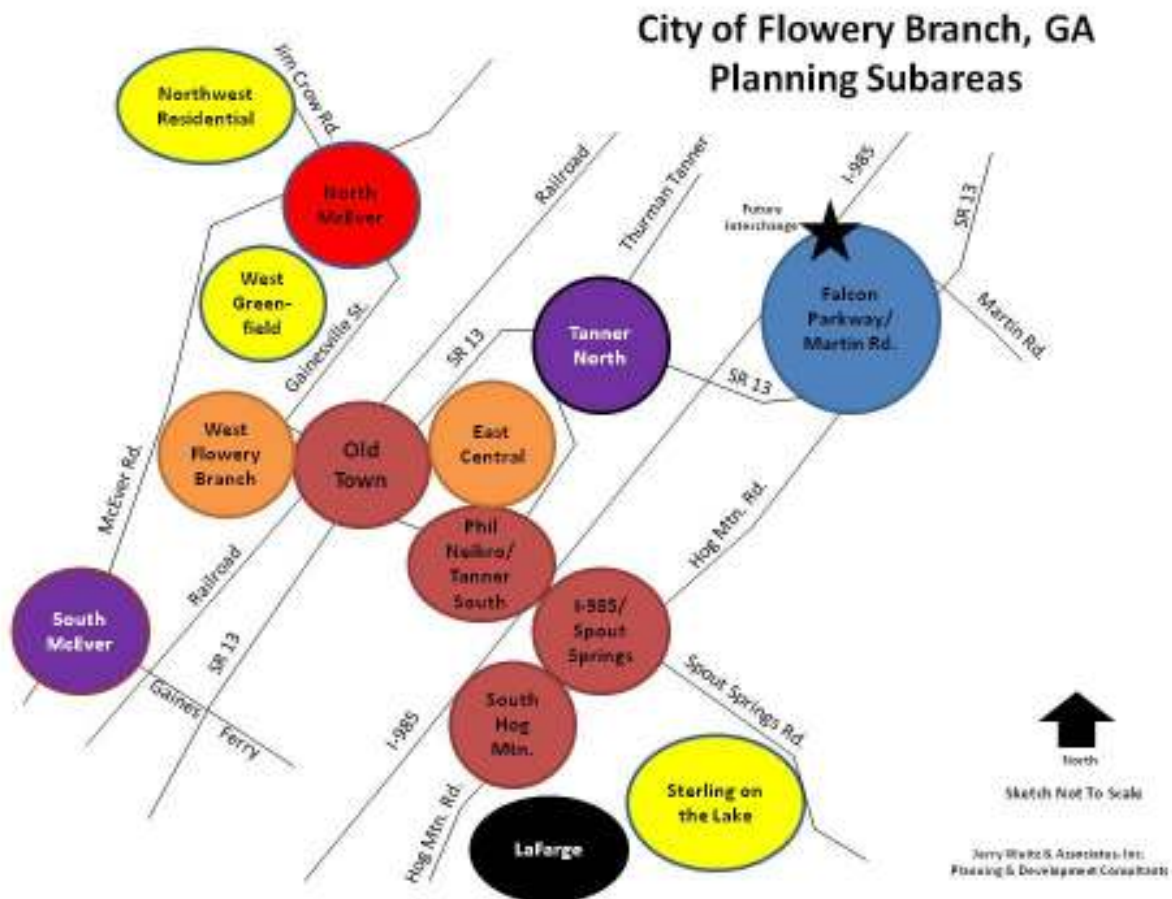 City of Flowery Branch, GA
Planning Subareas
Jim Crow Rd.
Northwest
Residential
North
McEver
Railroad
Thurman Tanner
I-985
SR 13
Future
Interchange
West
Green-
field
Gainesville St.
SR 13
Tanner
North
Falcon
Parkway/
Martin Rd.
Martin Rd.
SR 13
McEver Rd.
West
Flowery
Branch
Old
Town
East
Central
Hog Mtn. Rd.
Phil
Neikro/
Tanner
South
Railroad
South
McEver
SR 13
I-985/
Spout
Springs
Gaines
Ferry
Spout Springs Rd.
South
Hog
Mtn.
I-985
Hog Mtn. Rd.
Sterling on
the Lake
LaFarge
North
Sketch Not To Scale
Jerry Weitz & Associates, Inc.
Planning & Development Consultants